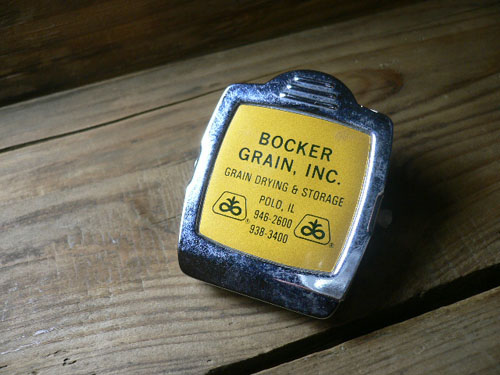 BOCKER
GRAIN, INC.
GRAIN DRYING & STORAGE
POLO, IL
946-2600
938-3400
® ®